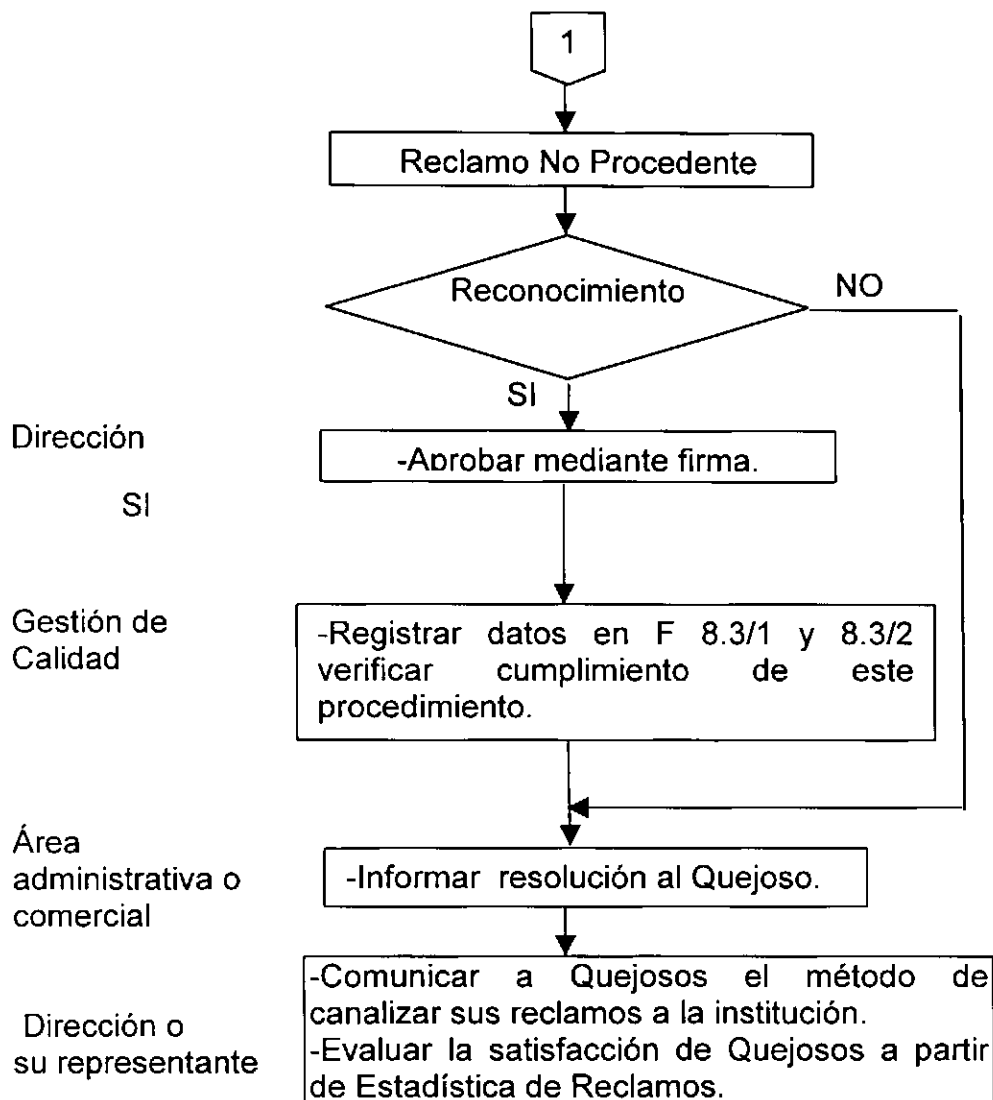 1
Reclamo No Procedente
Reconocimiento
NO
SI
Dirección
-Aprobar mediante firma.
SI
Gestión de
Calidad
-Registrar datos en F 8.3/1 y 8.3/2
verificar cumplimiento de este
procedimiento.
Área
administrativa o
comercial
-Informar resolución al Quejoso.
Dirección o
su representante
-Comunicar a Quejosos el método de
canalizar sus reclamos a la institución.
-Evaluar la satisfacción de Quejosos a partir
de Estadística de Reclamos.